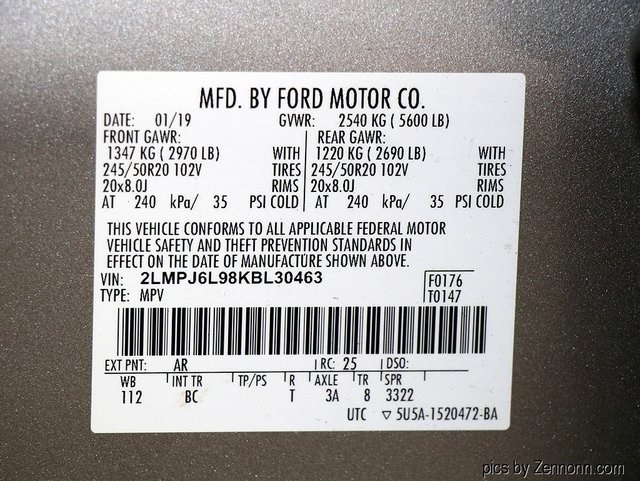 MFD. BY FORD MOTOR CO.
DATE: 01/19 GVWR: 2540 KG ( 5600 LB)
FRONT GAWR: REAR GAWR:
1347 KG ( 2970 LB) WITH 1220 KG ( 2690 LB) WITH
245/50R20 102V TIRES 245/50R20 102V TIRES
20x8.0J RIMS 20x8.0J RIMS
AT 240 kPa/ 35 PSI COLD AT 240 kPa/ 35 PSI COLD
THIS VEHICLE CONFORMS TO ALL APPLICABLE FEDERAL MOTOR
VEHICLE SAFETY AND THEFT PREVENTION STANDARDS IN
EFFECT ON THE DATE OF MANUFACTURE SHOWN ABOVE.
VIN: 2LMPJ6L98KBL30463 F0176
TYPE: MPV T0147
EXT PNT: AR RC: 25 DSO:
WB INT TR TP/PS R AXLE TR SPR
112 BC T 3A 8 3322
UTC ▽ 5U5A-1520472-BA
pics by Zennonn.com